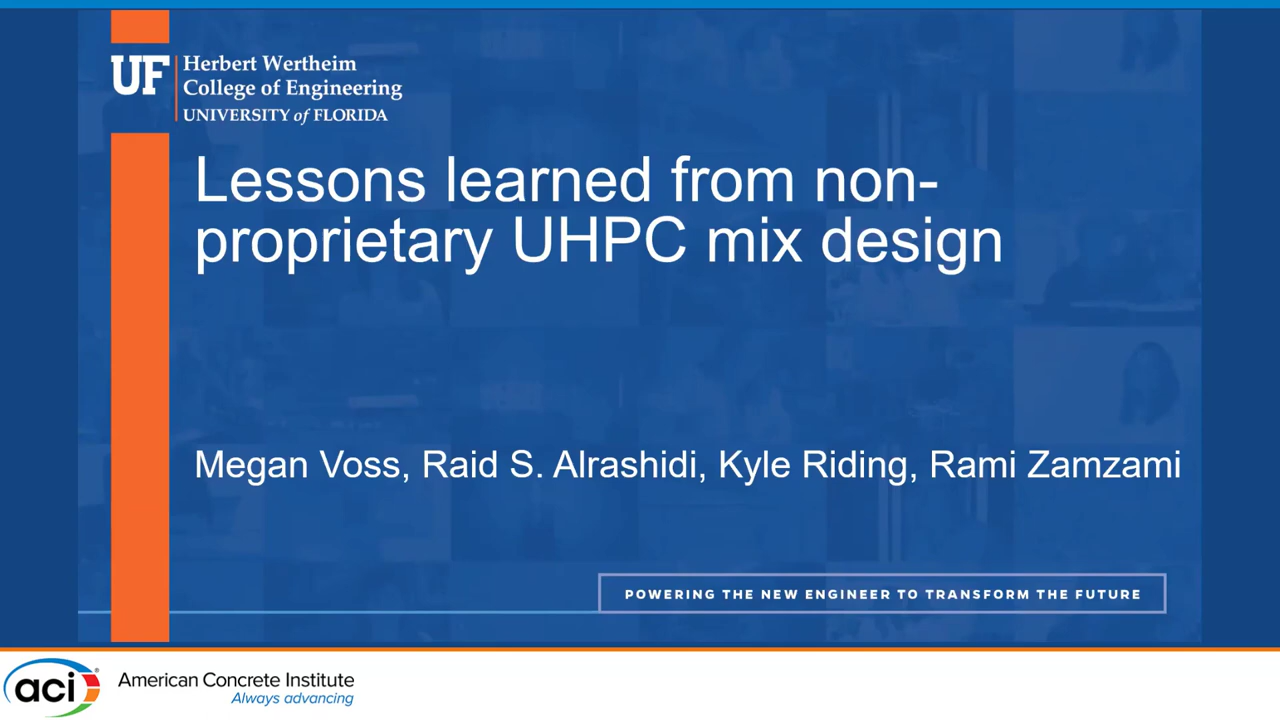 UF
Herbert Wertheim
College of Engineering
UNIVERSITY of FLORIDA
Lessons learned from non-
proprietary UHPC mix design
Megan Voss, Raid S. Alrashidi, Kyle Riding, Rami Zamzami
POWERING THE NEW ENGINEER TO TRANSFORM THE FUTURE
aci®
American Concrete Institute
Always advancing